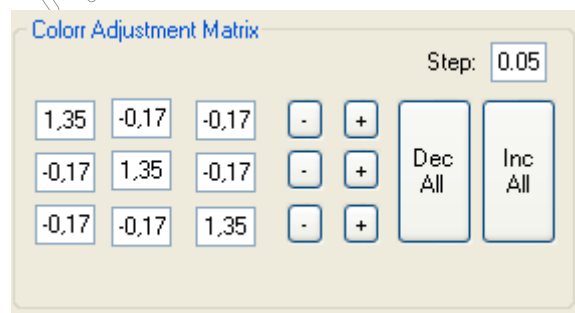 Colorr Adjustment Matrix
Step: 0.05
1,35 -0,17 -0,17 - +
-0,17 1,35 -0,17 - +
-0,17 -0,17 1,35 - +
Dec
All
Inc
All